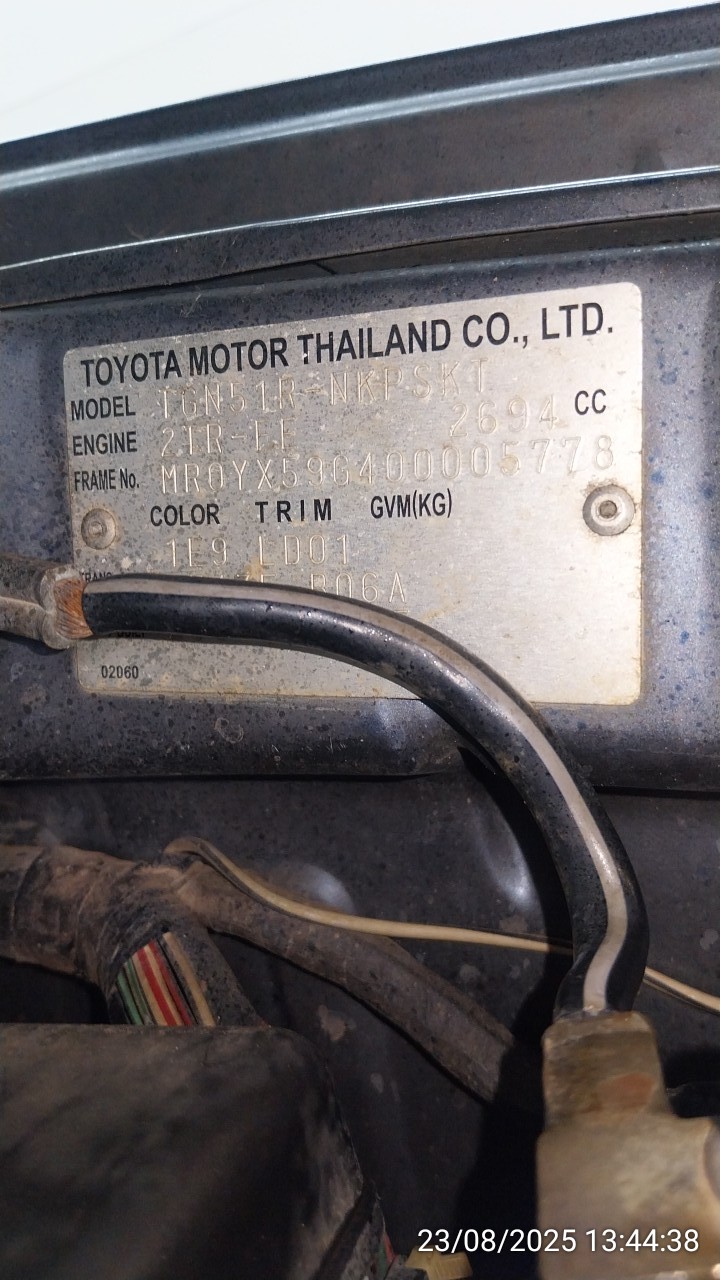 TOYOTA MOTOR THAILAND CO., LTD.
MODEL TGN51R-NKPSKT
ENGINE 2TR-FE 2694 CC
FRAME No. MR0YX59G400005778
COLOR TRIM GVM(KG)
1E9 LD01
B06A
02060
23/08/2025 13:44:38